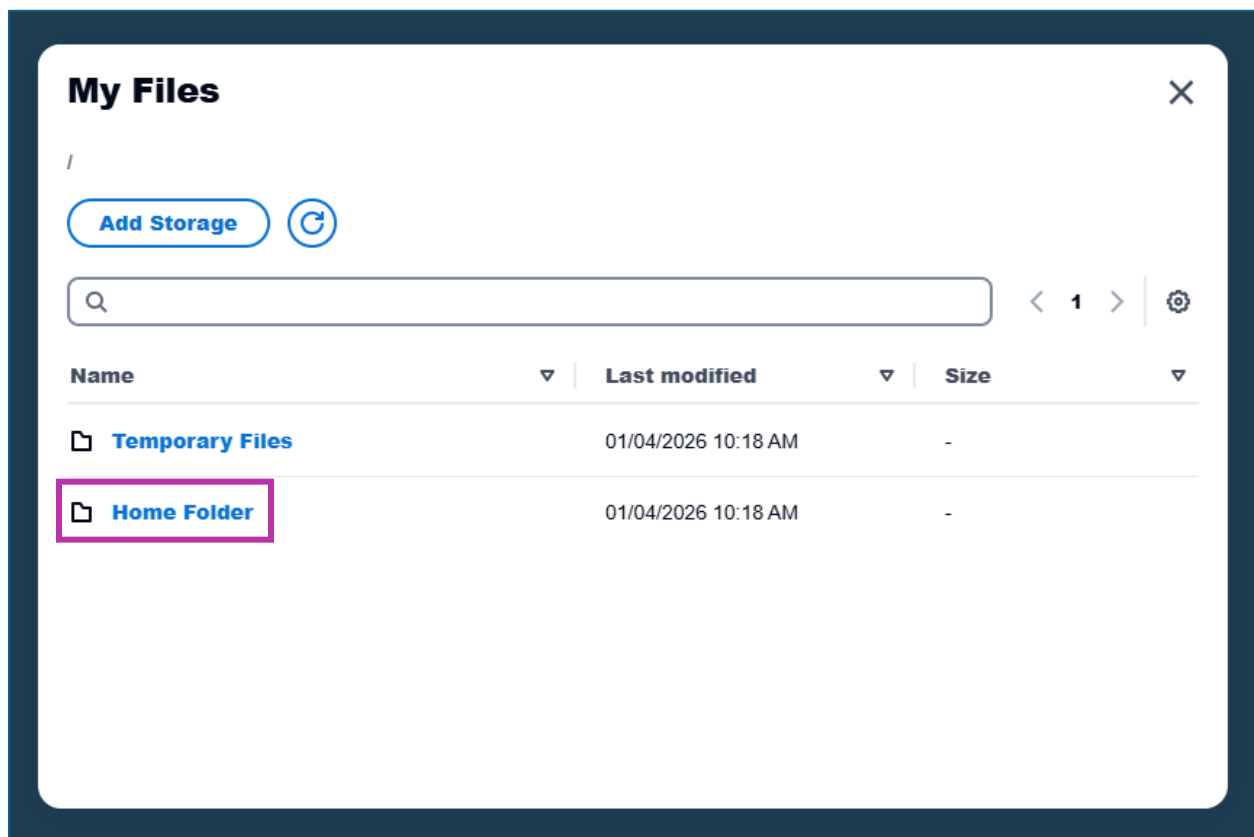 My Files
/
Add Storage
1
Name Last modified Size
Temporary Files 01/04/2026 10:18 AM -
Home Folder 01/04/2026 10:18 AM -